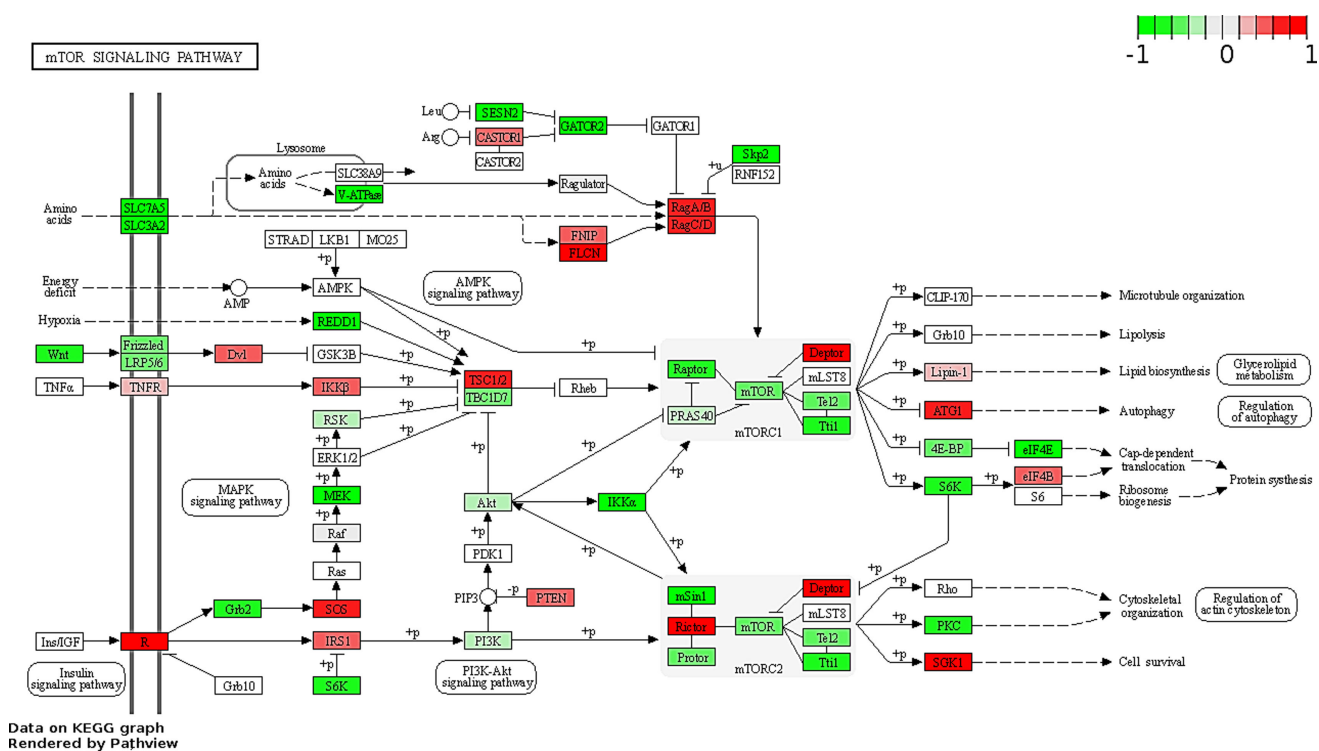 -1 0 1
mTOR SIGNALING PATHWAY
Leu
SESN2
GATOR2
GATOR1
Arg
CASTOR1
CASTOR2
Skp2
+u
RNF152
Lysosome
Amino
acids
SLC38A9
V-ATPase
Ragulator
SLC7A5
SLC3A2
Amino
acids
RagA/B
RagC/D
FNIP
FLCN
STRAD LKB1 MO25
+p
Energy
deficit
AMP
AMPK
AMPK
signaling pathway
Hypoxia
REDD1
+p
+p
Wnt
Frizzled
LRP5/6
Dvl
GSK3B
+p
TNFα
TNFR
IKKβ
+p
TSC1/2
TBC1D7
Rheb
Raptor
Deptor
mTOR
mLST8
PRAS40
Tel2
Tti1
mTORC1
+p
CLIP-170
Microtubule organization
+p
Grb10
Lipolysis
+p
Lipin-1
Lipid biosynthesis
Glycerolipid
metabolism
+p
ATG1
Autophagy
Regulation
of autophagy
+p
4E-BP
eIF4E
Cap-dependent
translocation
+p
S6K
+p
eIF4B
S6
Ribosome
biogenesis
Protein systhesis
RSK
+p
+p
ERK1/2
+p
+p
MAPK
signaling pathway
MEK
+p
Raf
Ras
+p
+p
Akt
IKKα
+p
+p
+p
+p
PDK1
PIP3
-p
PTEN
Grb2
SOS
Ins/IGF
R
IRS1
+p
PI3K
+p
Insulin
signaling pathway
Grb10
+p
S6K
PI3K-Akt
signaling pathway
mSin1
Rictor
Protor
mTOR
Deptor
mLST8
Tel2
Tti1
mTORC2
+p
+p
Rho
+p
PKC
Cytoskeletal
organization
Regulation of
actin cytoskeleton
+p
SGK1
Cell survival
Data on KEGG graph
Rendered by Pathview